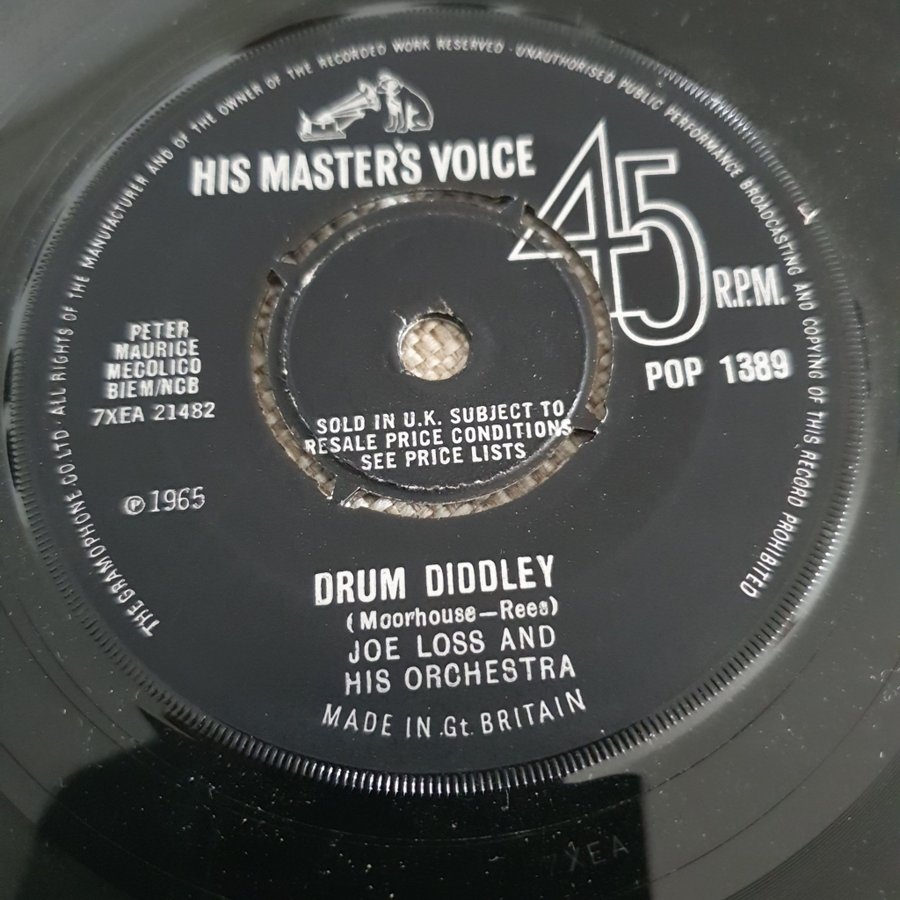 THE GRAMOPHONE CO LTD · ALL RIGHTS OF THE MANUFACTURER AND OF THE OWNER OF THE RECORDED WORK RESERVED · UNAUTHORISED PUBLIC PERFORMANCE BROADCASTING AND COPYING OF THIS RECORD PROHIBITED
HIS MASTER'S VOICE
45
R.P.M.
POP 1389
PETER
MAURICE
MECOLICO
BIEM/NCB
7XEA 21482
℗ 1965
SOLD IN U.K. SUBJECT TO
RESALE PRICE CONDITIONS
SEE PRICE LISTS
DRUM DIDDLEY
(Moorhouse—Rees)
JOE LOSS AND
HIS ORCHESTRA
MADE IN Gt. BRITAIN
7XEA